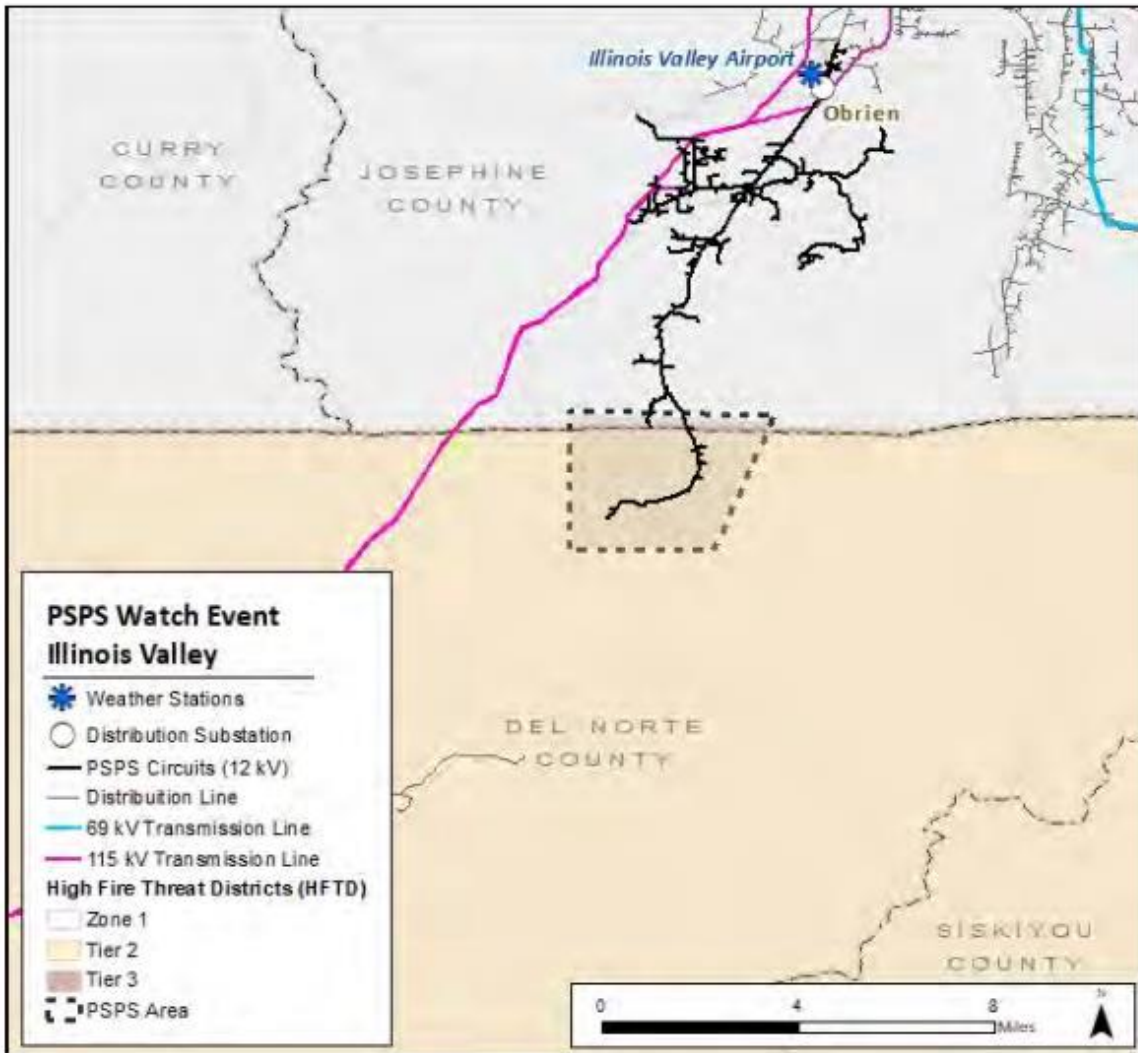 Illinois Valley Airport
Obrien
CURRY
COUNTY
JOSEPHINE
COUNTY
PSPS Watch Event
Illinois Valley
Weather Stations
Distribution Substation
PSPS Circuits (12 kV)
Distribuition Line
69 kV Transmission Line
115 kV Transmission Line
High Fire Threat Districts (HFTD)
Zone 1
Tier 2
Tier 3
PSPS Area
DEL NORTE
COUNTY
SISKIYOU
COUNTY
0 4 8
Miles
N